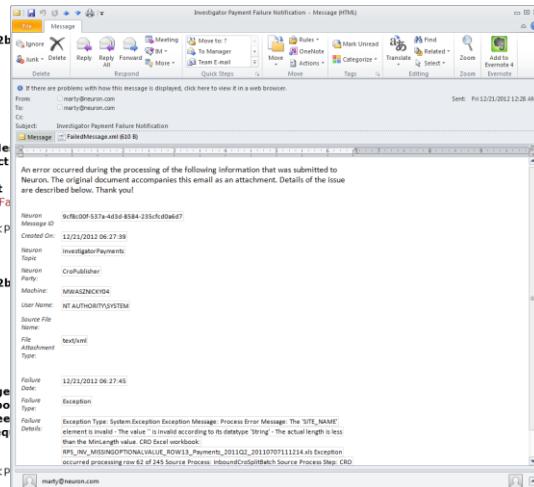 Investigator Payment Failure Notification - Message (HTML)
File Message
Ignore Junk Delete Reply Reply All Forward Meeting IM More
Move to: ? To Manager Team E-mail Move Rules OneNote Actions
Mark Unread Categorize Translate Find Related Select Zoom Add to Evernote 4
Delete Respond Quick Steps Move Tags Editing Zoom Evernote
If there are problems with how this message is displayed, click here to view it in a web browser.
From: marty@neuron.com Sent: Fri 12/21/2012 12:28 AM
To: marty@neuron.com
Cc:
Subject: Investigator Payment Failure Notification
Message FailedMessage.xml (610 B)
An error occurred during the processing of the following information that was submitted to
Neuron. The original document accompanies this email as an attachment. Details of the issue
are described below. Thank you!
Neuron Message ID 9cf8c00f-537a-4d3d-8584-235cfcd0a6d7
Created On: 12/21/2012 06:27:39
Neuron Topic InvestigatorPayments
Neuron Party: CroPublisher
Machine: MWASZNICKY04
User Name: NT AUTHORITY\SYSTEM
Source File Name:
File Attachment Type: text/xml
Failure Date: 12/21/2012 06:27:45
Failure Type: Exception
Failure Details: Exception Type: System.Exception Exception Message: Process Error Message: The 'SITE_NAME'
element is invalid - The value '' is invalid according to its datatype 'String' - The actual length is less
than the MinLength value. CRO Excel workbook:
RPS_INV_MISSINGOPTIONALVALUE_ROW13_Payments_2011Q2_20110707111214.xls Exception
occurred processing row 62 of 245 Source Process: InboundCroSplitBatch Source Process Step: CRO
marty@neuron.com